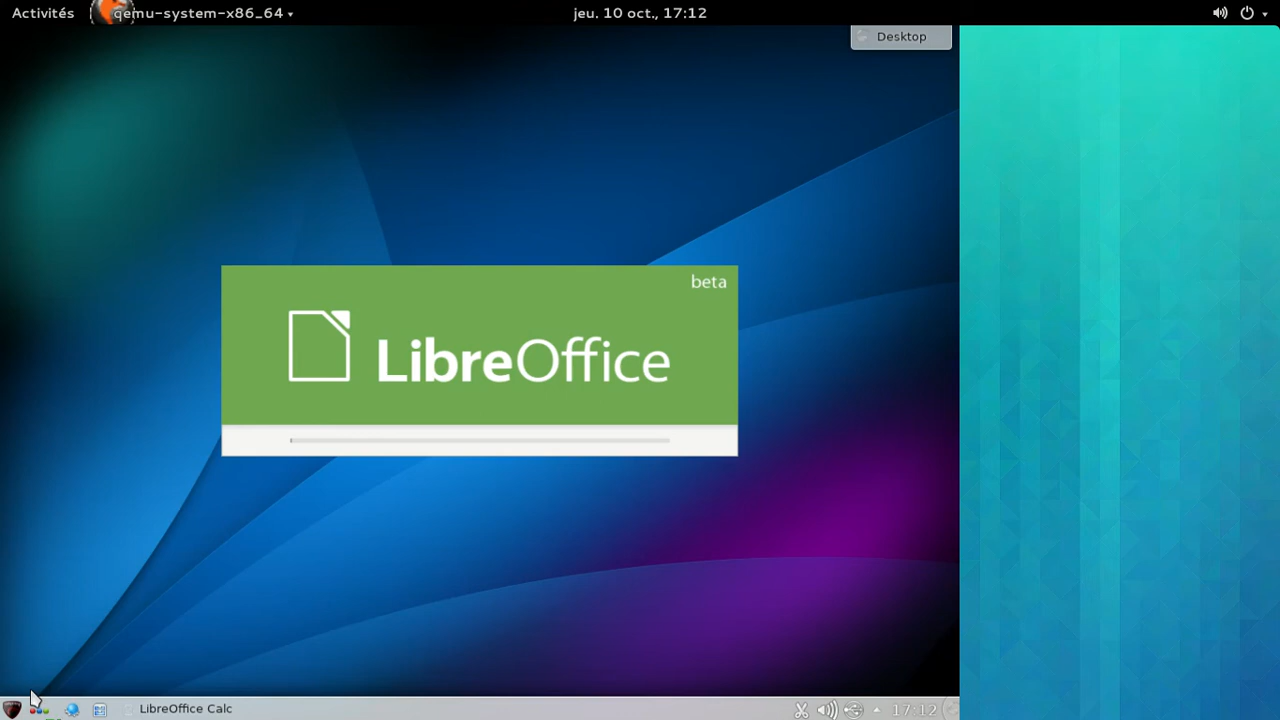 Activités
qemu-system-x86_64
jeu. 10 oct., 17:12
Desktop
beta
LibreOffice
LibreOffice Calc
17:12